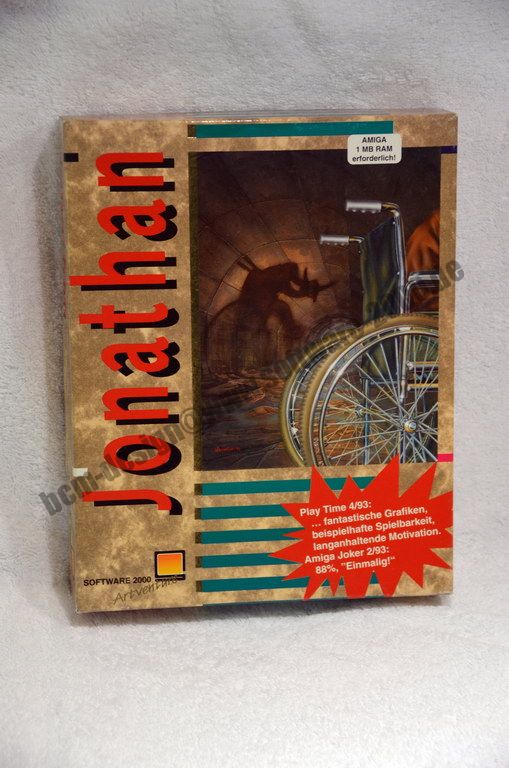 AMIGA
1 MB RAM
erforderlich!
Jonathan
Play Time 4/93:
... fantastische Grafiken,
beispielhafte Spielbarkeit,
langanhaltende Motivation.
Amiga Joker 2/93:
88%, "Einmalig!"
SOFTWARE 2000
Artventure